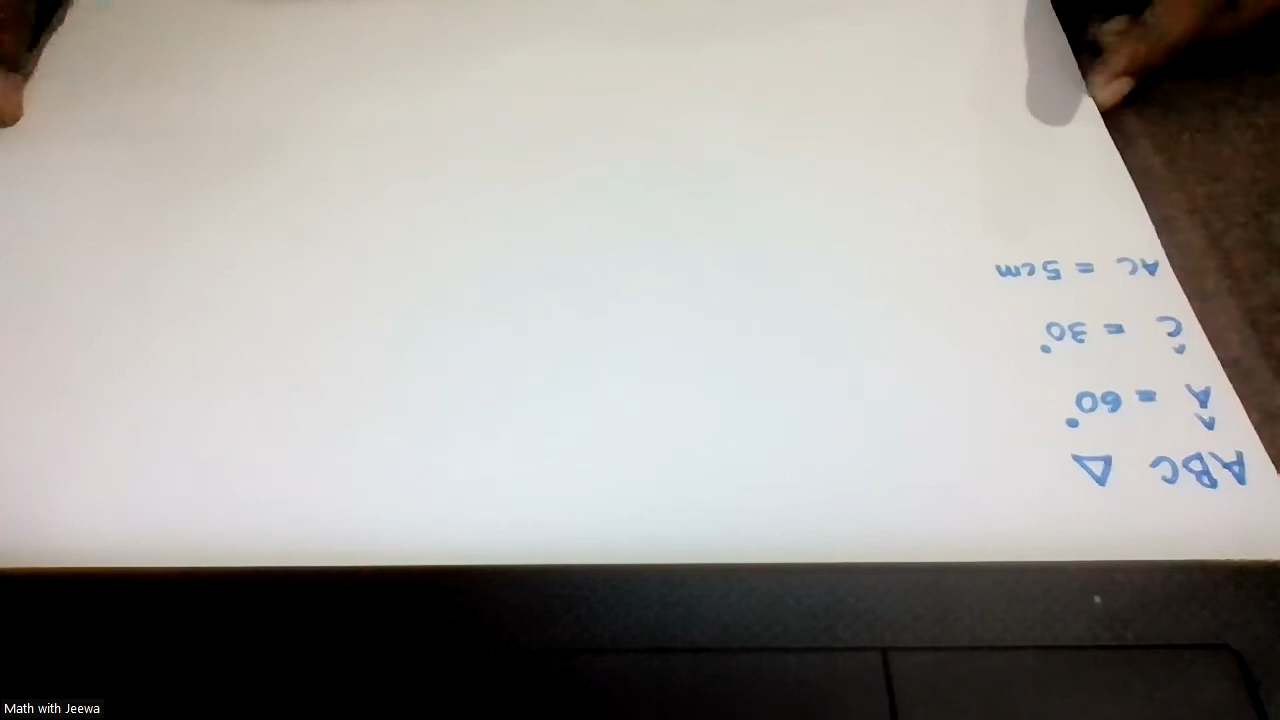 ABC Δ
Â = 60°
Ĉ = 30°
AC = 5cm
Math with Jeewa